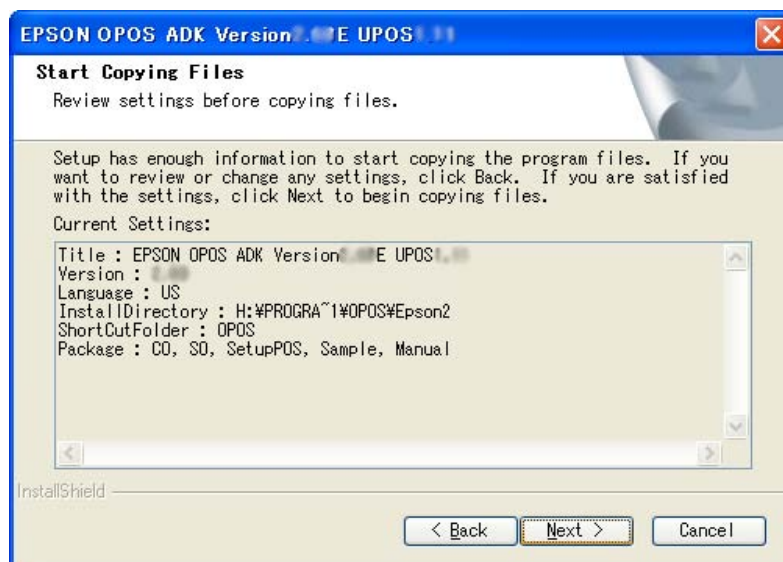 EPSON OPOS ADK Version E UPOS
Start Copying Files
Review settings before copying files.
Setup has enough information to start copying the program files. If you
want to review or change any settings, click Back. If you are satisfied
with the settings, click Next to begin copying files.
Current Settings:
Title : EPSON OPOS ADK Version E UPOS
Version :
Language : US
InstallDirectory : H:¥PROGRA~1¥OPOS¥Epson2
ShortCutFolder : OPOS
Package : CO, SO, SetupPOS, Sample, Manual
InstallShield
< Back Next > Cancel